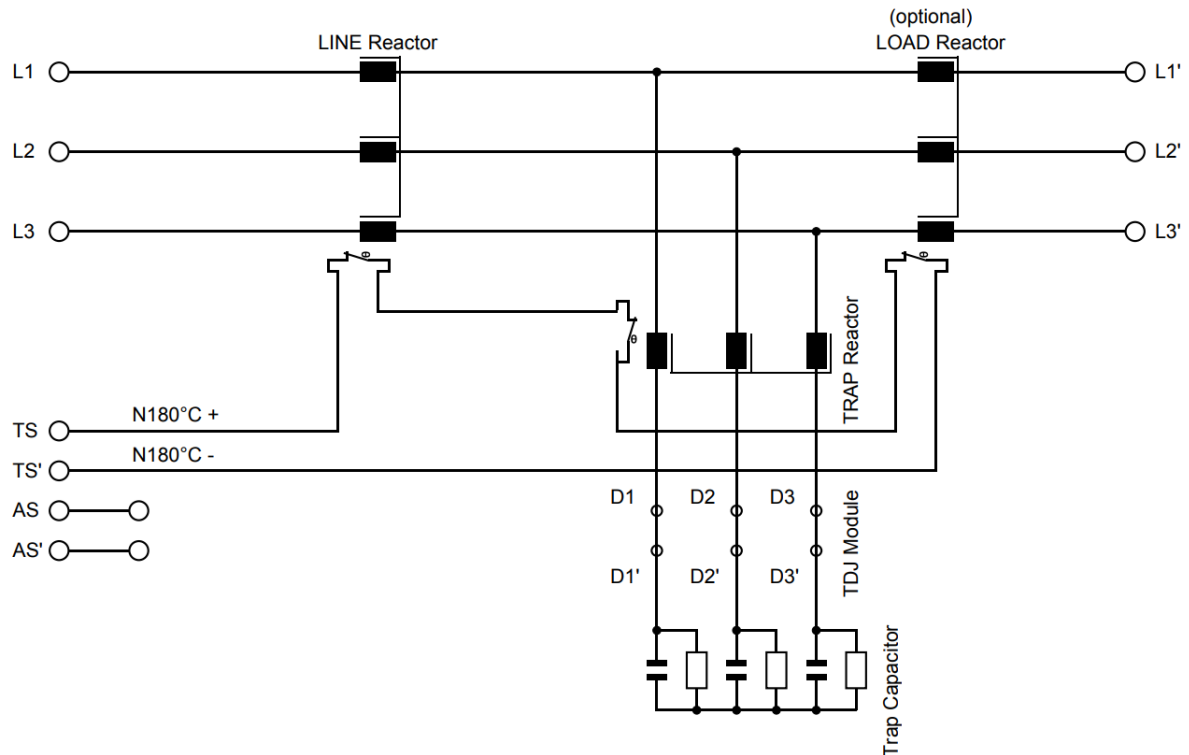 (optional)
LINE Reactor
LOAD Reactor
L1
L1'
L2
L2'
L3
L3'
θ
θ
θ
TRAP Reactor
N180°C +
TS
N180°C -
TS'
D1
D2
D3
AS
AS'
TDJ Module
D1'
D2'
D3'
Trap Capacitor